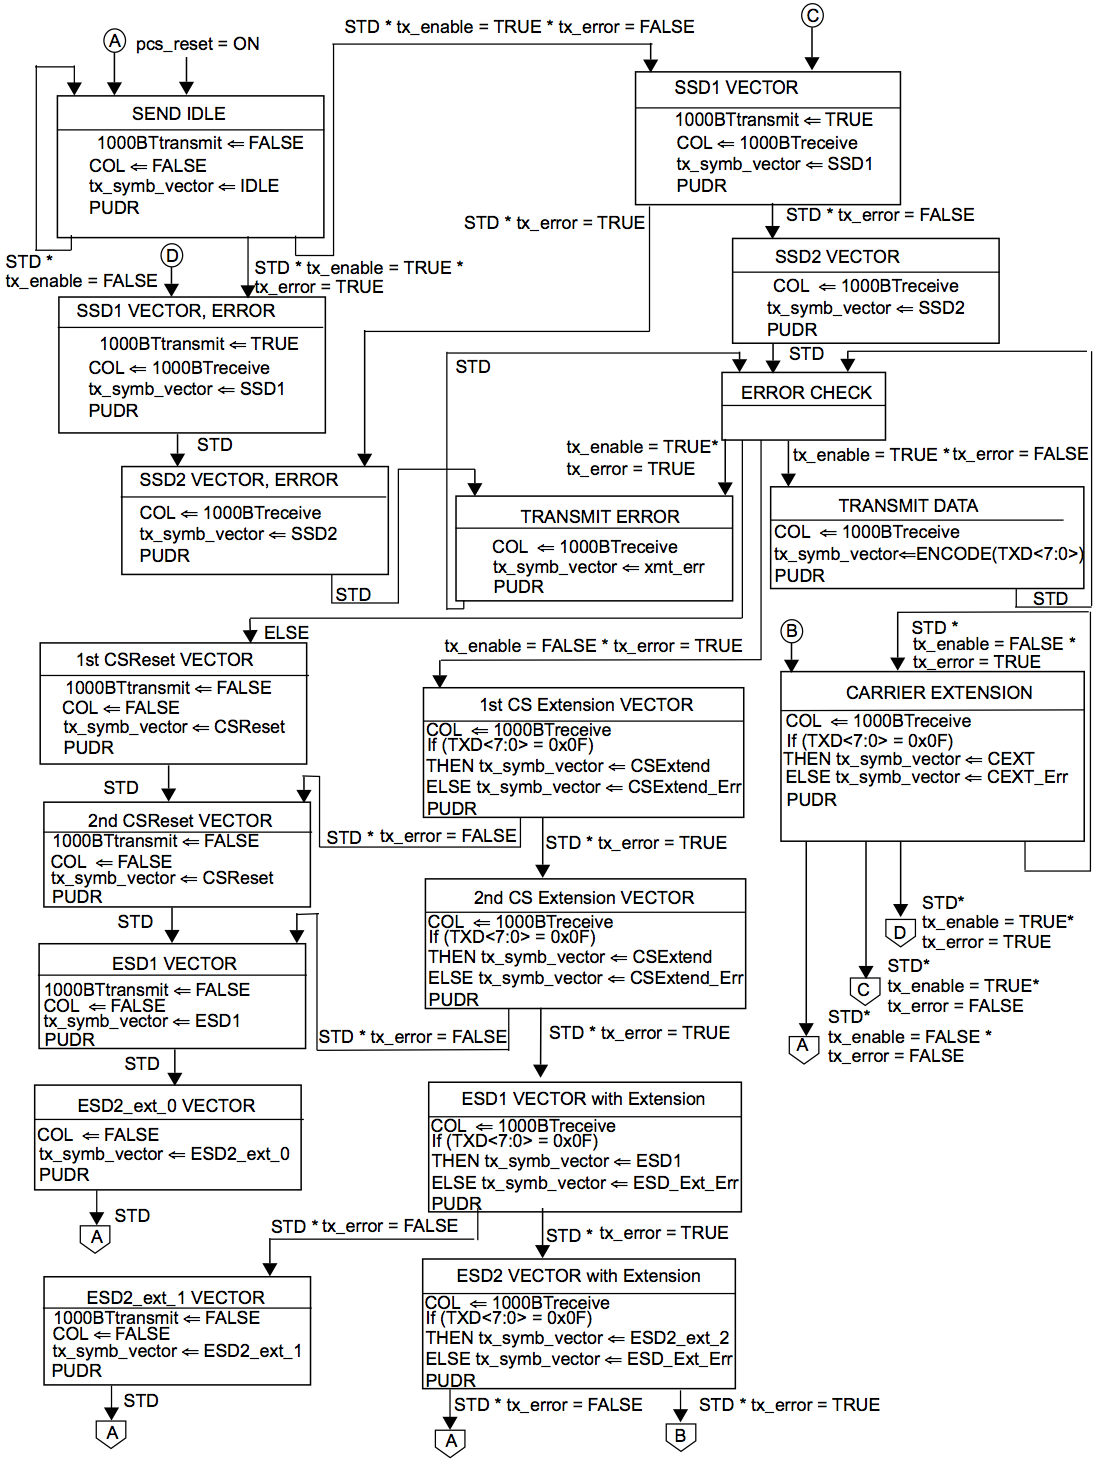 STD * tx_enable = TRUE * tx_error = FALSE
C
A
pcs_reset = ON
SEND IDLE
1000BTtransmit ⇐ FALSE
COL ⇐ FALSE
tx_symb_vector ⇐ IDLE
PUDR
SSD1 VECTOR
1000BTtransmit ⇐ TRUE
COL ⇐ 1000BTreceive
tx_symb_vector ⇐ SSD1
PUDR
STD * tx_error = TRUE
STD * tx_error = FALSE
STD *
tx_enable = FALSE
D
STD * tx_enable = TRUE *
tx_error = TRUE
SSD2 VECTOR
COL ⇐ 1000BTreceive
tx_symb_vector ⇐ SSD2
PUDR
SSD1 VECTOR, ERROR
1000BTtransmit ⇐ TRUE
COL ⇐ 1000BTreceive
tx_symb_vector ⇐ SSD1
PUDR
STD
STD
STD
ERROR CHECK
tx_enable = TRUE*
tx_error = TRUE
tx_enable = TRUE * tx_error = FALSE
SSD2 VECTOR, ERROR
COL ⇐ 1000BTreceive
tx_symb_vector ⇐ SSD2
PUDR
STD
TRANSMIT ERROR
COL ⇐ 1000BTreceive
tx_symb_vector ⇐ xmt_err
PUDR
TRANSMIT DATA
COL ⇐ 1000BTreceive
tx_symb_vector⇐ENCODE(TXD<7:0>)
PUDR
STD
ELSE
tx_enable = FALSE * tx_error = TRUE
B
STD *
tx_enable = FALSE *
tx_error = TRUE
1st CSReset VECTOR
1000BTtransmit ⇐ FALSE
COL ⇐ FALSE
tx_symb_vector ⇐ CSReset
PUDR
STD
1st CS Extension VECTOR
COL ⇐ 1000BTreceive
If (TXD<7:0> = 0x0F)
THEN tx_symb_vector ⇐ CSExtend
ELSE tx_symb_vector ⇐ CSExtend_Err
PUDR
CARRIER EXTENSION
COL ⇐ 1000BTreceive
If (TXD<7:0> = 0x0F)
THEN tx_symb_vector ⇐ CEXT
ELSE tx_symb_vector ⇐ CEXT_Err
PUDR
STD * tx_error = FALSE
STD * tx_error = TRUE
2nd CSReset VECTOR
1000BTtransmit ⇐ FALSE
COL ⇐ FALSE
tx_symb_vector ⇐ CSReset
PUDR
STD
2nd CS Extension VECTOR
COL ⇐ 1000BTreceive
If (TXD<7:0> = 0x0F)
THEN tx_symb_vector ⇐ CSExtend
ELSE tx_symb_vector ⇐ CSExtend_Err
PUDR
D
STD*
tx_enable = TRUE*
tx_error = TRUE
C
STD*
tx_enable = TRUE*
tx_error = FALSE
A
STD*
tx_enable = FALSE *
tx_error = FALSE
ESD1 VECTOR
1000BTtransmit ⇐ FALSE
COL ⇐ FALSE
tx_symb_vector ⇐ ESD1
PUDR
STD * tx_error = FALSE
STD * tx_error = TRUE
STD
ESD2_ext_0 VECTOR
COL ⇐ FALSE
tx_symb_vector ⇐ ESD2_ext_0
PUDR
STD
A
ESD1 VECTOR with Extension
COL ⇐ 1000BTreceive
If (TXD<7:0> = 0x0F)
THEN tx_symb_vector ⇐ ESD1
ELSE tx_symb_vector ⇐ ESD_Ext_Err
PUDR
STD * tx_error = FALSE
STD * tx_error = TRUE
ESD2_ext_1 VECTOR
1000BTtransmit ⇐ FALSE
COL ⇐ FALSE
tx_symb_vector ⇐ ESD2_ext_1
PUDR
STD
A
ESD2 VECTOR with Extension
COL ⇐ 1000BTreceive
If (TXD<7:0> = 0x0F)
THEN tx_symb_vector ⇐ ESD2_ext_2
ELSE tx_symb_vector ⇐ ESD_Ext_Err
PUDR
STD * tx_error = FALSE
A
STD * tx_error = TRUE
B